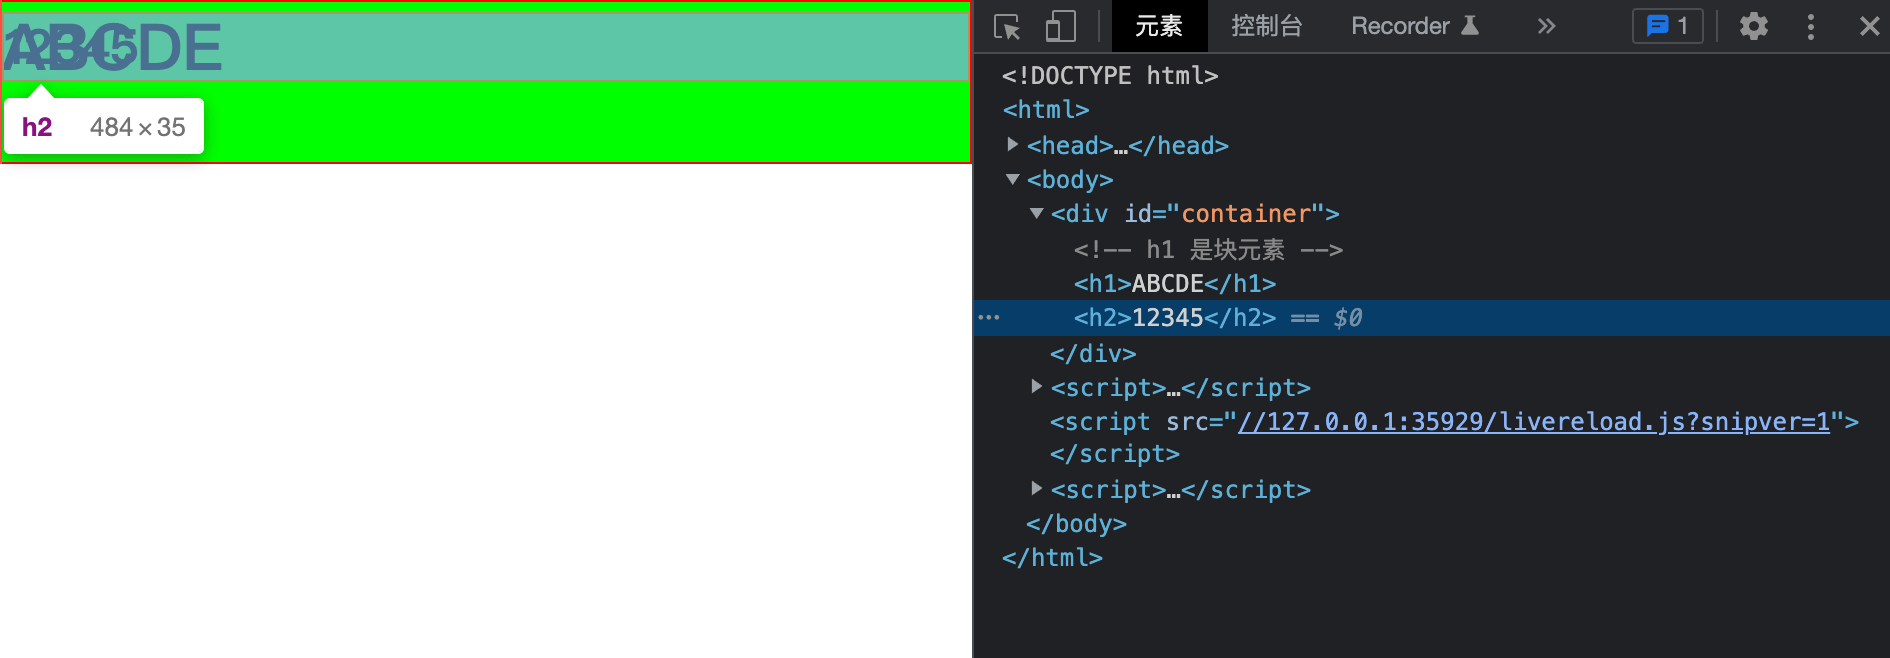 ABCDE
12345
h2 484 × 35
元素 控制台 Recorder 1
<!DOCTYPE html>
<html>
<head>…</head>
<body>
<div id="container">
<!-- h1 是块元素 -->
<h1>ABCDE</h1>
<h2>12345</h2> == $0
</div>
<script>…</script>
<script src="//127.0.0.1:35929/livereload.js?snipver=1">
</script>
<script>…</script>
</body>
</html>